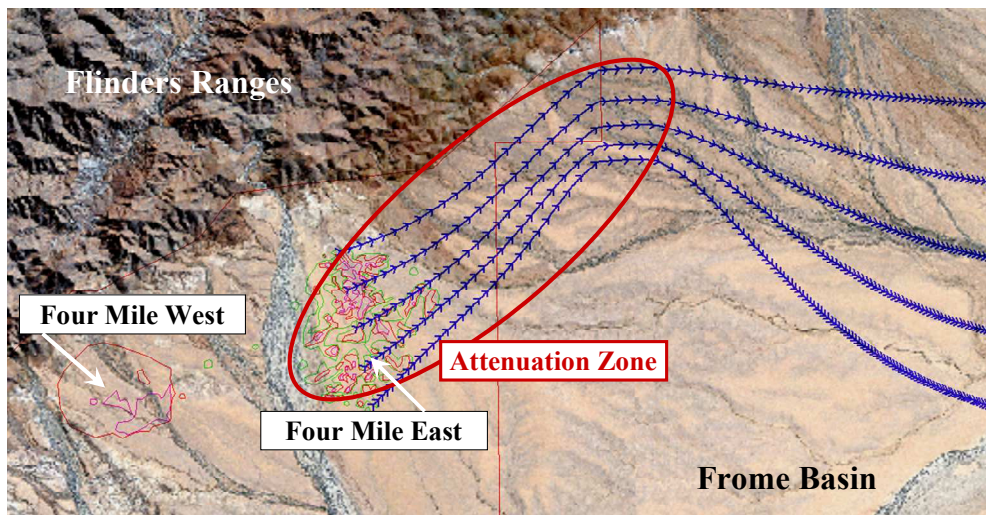 Flinders Ranges
Four Mile West
Attenuation Zone
Four Mile East
Frome Basin